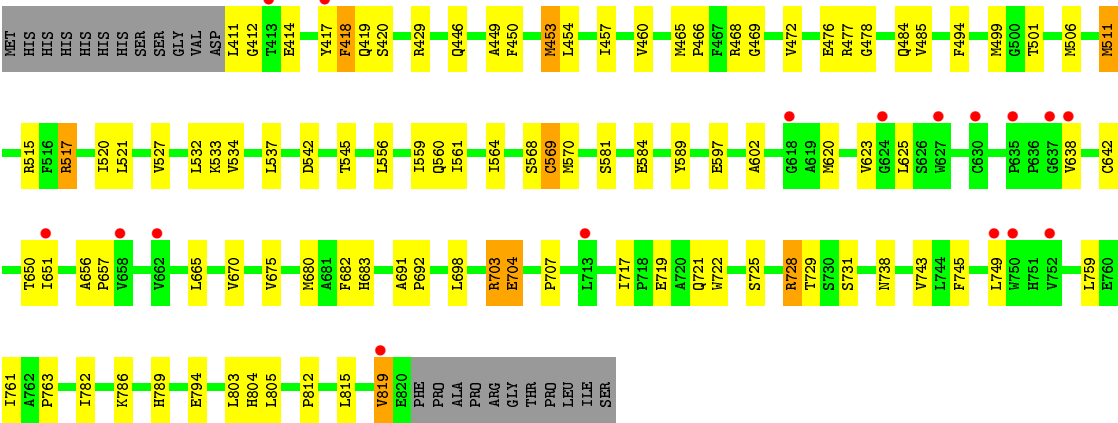 MET HIS HIS HIS HIS HIS HIS SER SER GLY VAL ASP L411 G412 T413 E414 Y417 F418 Q419 S420 R429 Q446 A449 F450 M453 L454 I457 V460 M465 P466 F467 R468 G469 V472 E476 R477 G478 Q484 V485 F494 M499 G500 T501 M506 M511
R515 F516 R517 I520 L521 V527 L532 K533 V534 L537 D542 T545 L556 I559 Q560 I561 I564 S568 C569 M570 S581 E584 Y589 E597 A602 G618 A619 M620 V623 G624 L625 S626 W627 C630 P635 P636 G637 V638 C642
T650 I651 A656 P657 V658 V662 L665 V670 V675 M680 A681 F682 H683 A691 P692 L698 R703 E704 P707 L713 I717 P718 E719 A720 Q721 W722 S725 R728 T729 S730 S731 N738 V743 L744 F745 L749 W750 H751 V752 L759 E760
I761 A762 P763 I782 K786 H789 E794 L803 H804 L805 P812 L815 V819 E820 PHE PRO ALA PRO ARG GLY THR PRO LEU ILE SER